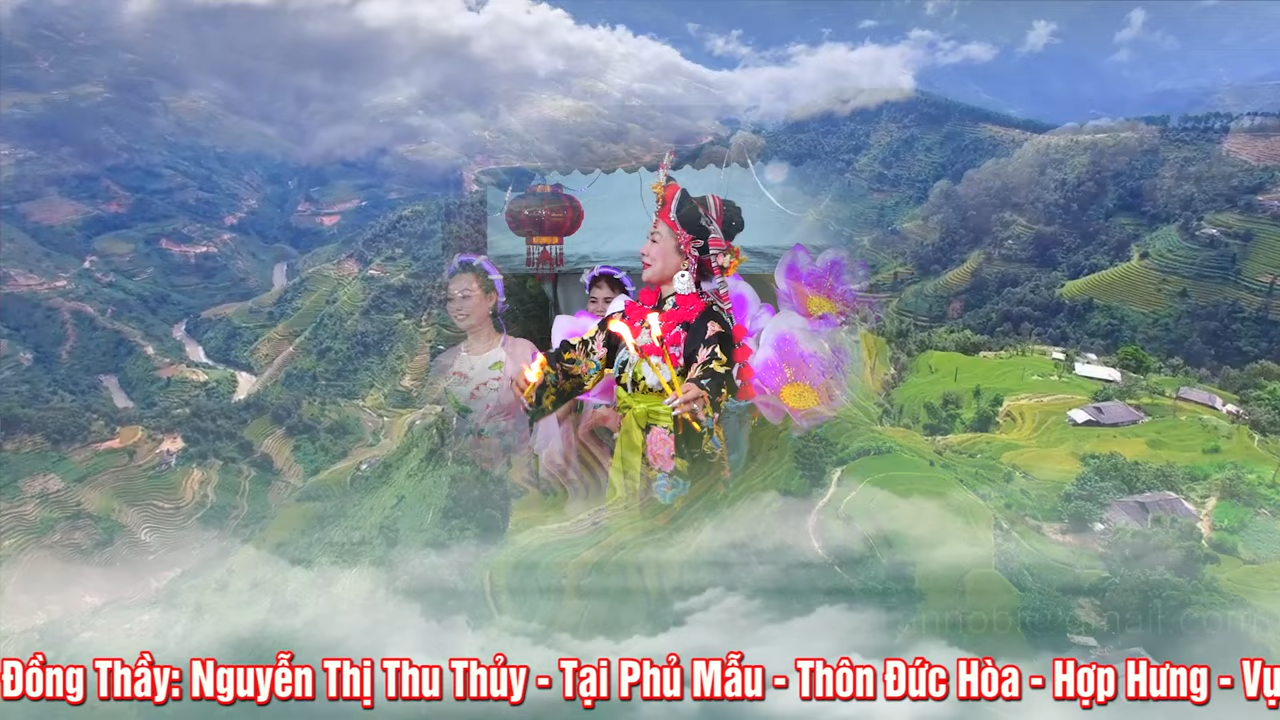 Đồng Thầy: Nguyễn Thị Thu Thủy - Tại Phủ Mẫu - Thôn Đức Hòa - Hợp Hưng - Vụ